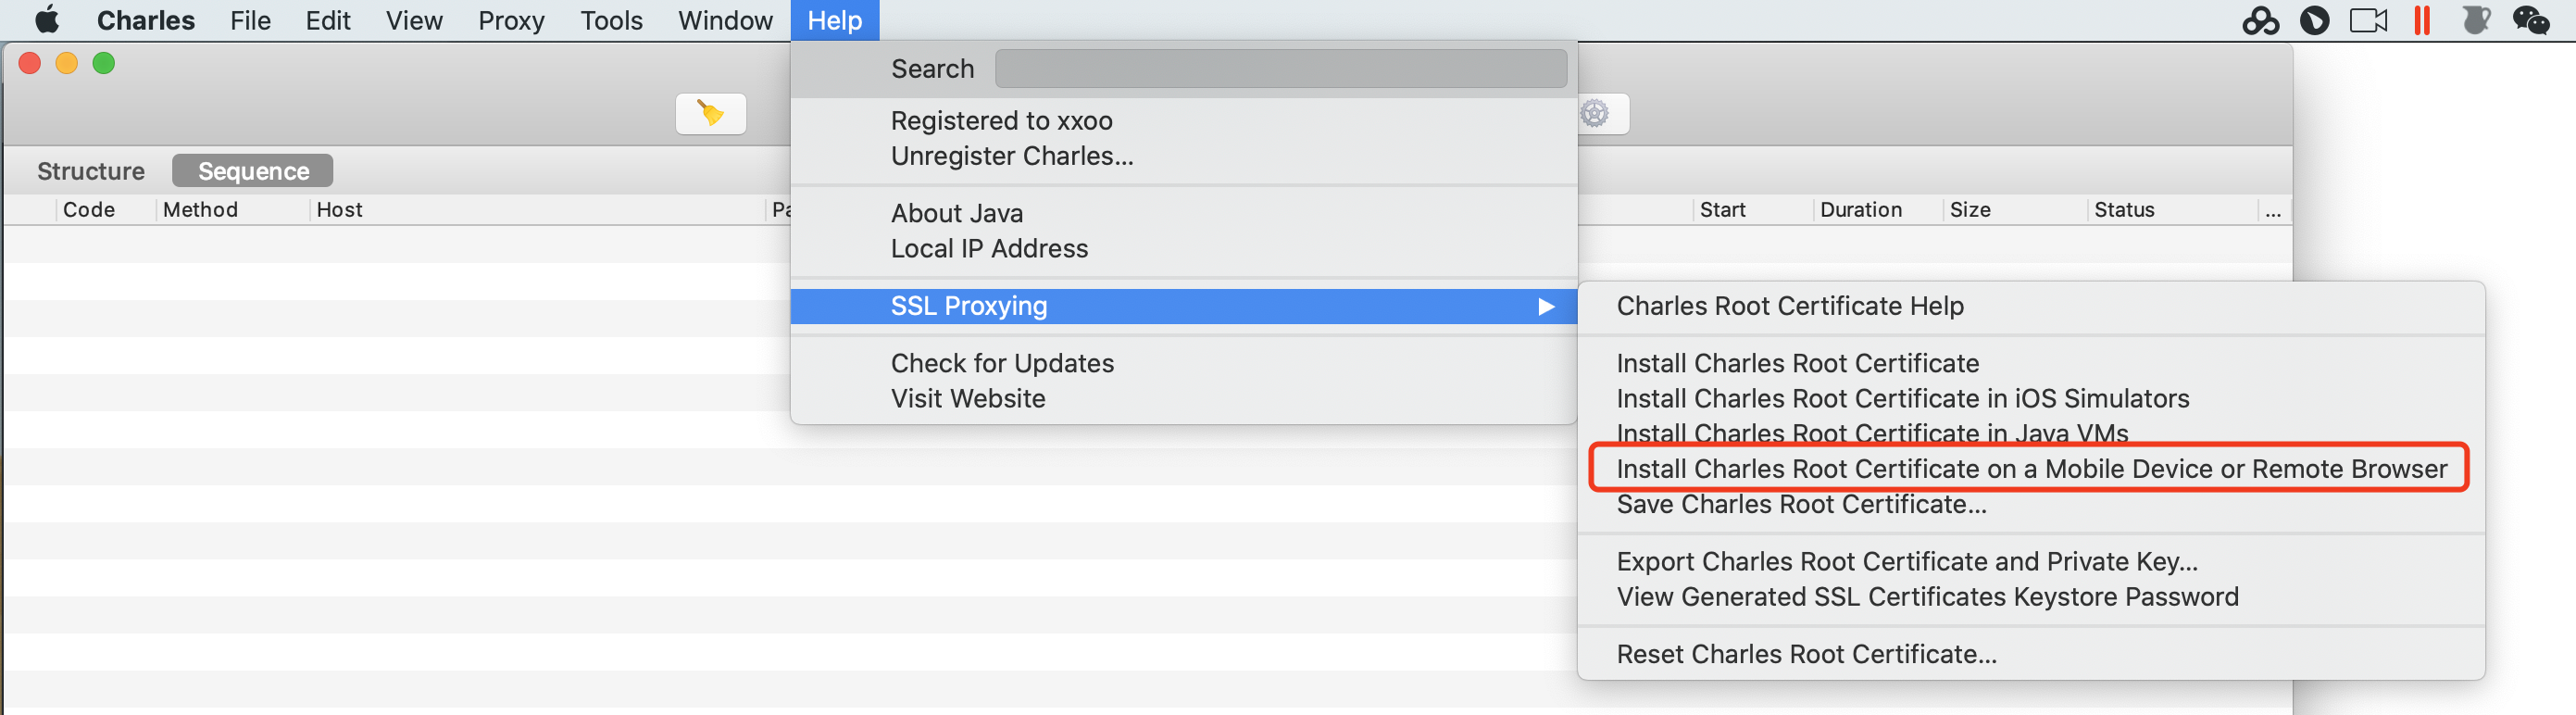 Charles File Edit View Proxy Tools Window Help
Search
Registered to xxoo
Unregister Charles...
Structure Sequence
Code Method Host Start Duration Size Status ...
About Java
Local IP Address
SSL Proxying
Check for Updates
Visit Website
Charles Root Certificate Help
Install Charles Root Certificate
Install Charles Root Certificate in iOS Simulators
Install Charles Root Certificate in Java VMs
Install Charles Root Certificate on a Mobile Device or Remote Browser
Save Charles Root Certificate...
Export Charles Root Certificate and Private Key...
View Generated SSL Certificates Keystore Password
Reset Charles Root Certificate...